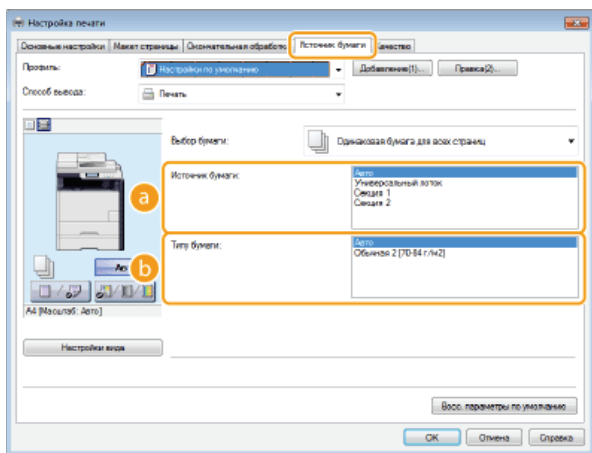 Настройка печати
Основные настройки Макет страницы Окончательная обработка Источник бумаги Качество
Профиль: Настройки по умолчанию Добавление(1)... Правка(2)...
Способ вывода: Печать
Выбор бумаги: Одинаковая бумага для всех страниц
Источник бумаги: Авто
Универсальный лоток
Секция 1
Секция 2
a
Типу бумаги: Авто
Обычная 2 [70-84 г/м2]
b
A4 [Масштаб: Авто]
Настройки вида
Восс. параметры по умолчанию
OK Отмена Справка